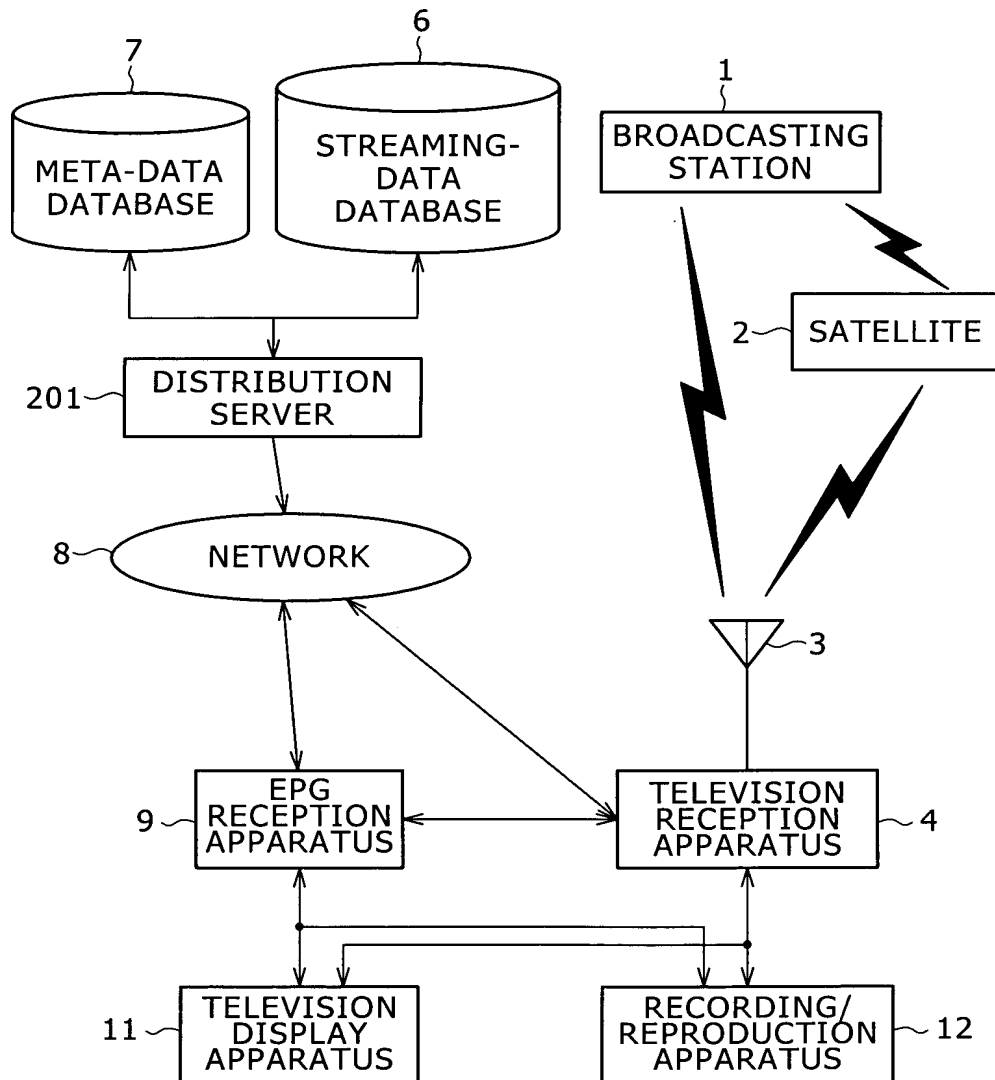 7
META-DATA
DATABASE
6
STREAMING-
DATA
DATABASE
1
BROADCASTING
STATION
2
SATELLITE
201
DISTRIBUTION
SERVER
8
NETWORK
3
9
EPG
RECEPTION
APPARATUS
TELEVISION
RECEPTION
APPARATUS
4
11
TELEVISION
DISPLAY
APPARATUS
RECORDING/
REPRODUCTION
APPARATUS
12